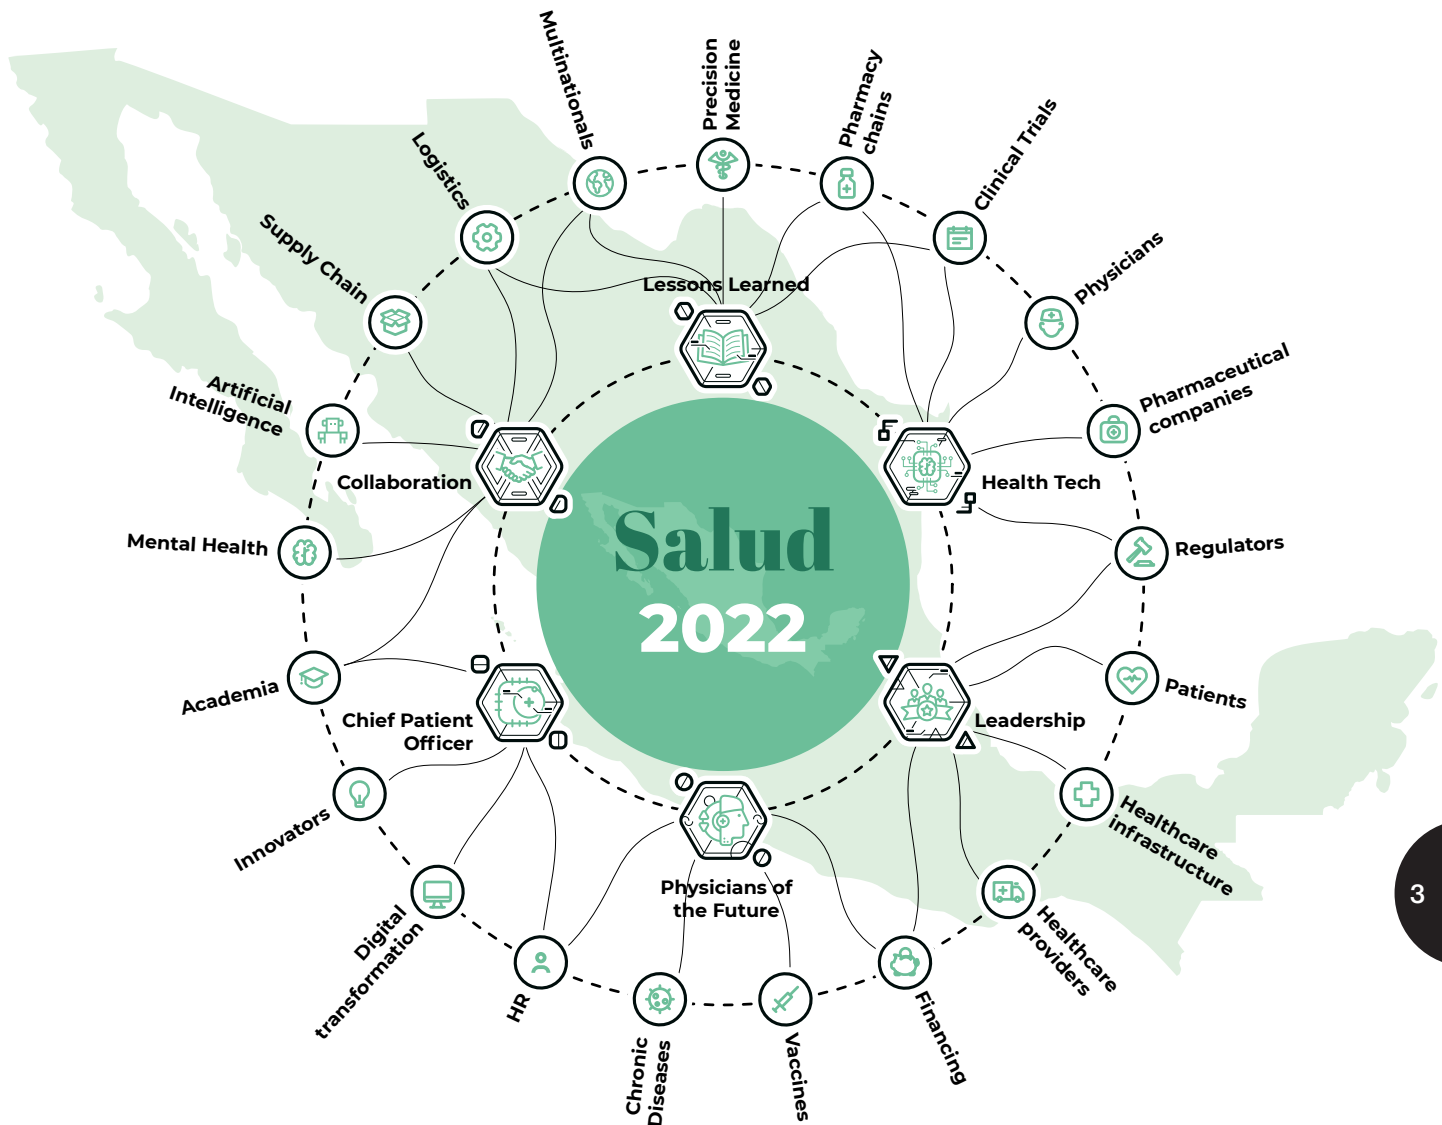 Multinationals
Precision
Medicine
Pharmacy
chains
Clinical Trials
Logistics
Physicians
Supply Chain
Lessons Learned
Pharmaceutical
companies
Artificial
Intelligence
Collaboration
Health Tech
Salud
2022
Mental Health
Regulators
Academia
Patients
Chief Patient
Officer
Leadership
Innovators
Healthcare
infrastructure
Physicians of
the Future
3
Digital
transformation
Healthcare
providers
HR
Financing
Chronic
Diseases
Vaccines